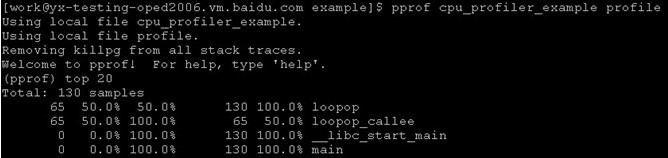 [work@yx-testing-oped2006.vm.baidu.com example]$ pprof cpu_profiler_example profile
Using local file cpu_profiler_example.
Using local file profile.
Removing killpg from all stack traces.
Welcome to pprof!  For help, type 'help'.
(pprof) top 20
Total: 130 samples
      65  50.0%  50.0%      130 100.0% loopop
      65  50.0% 100.0%       65  50.0% loopop_callee
       0   0.0% 100.0%      130 100.0% __libc_start_main
       0   0.0% 100.0%      130 100.0% main